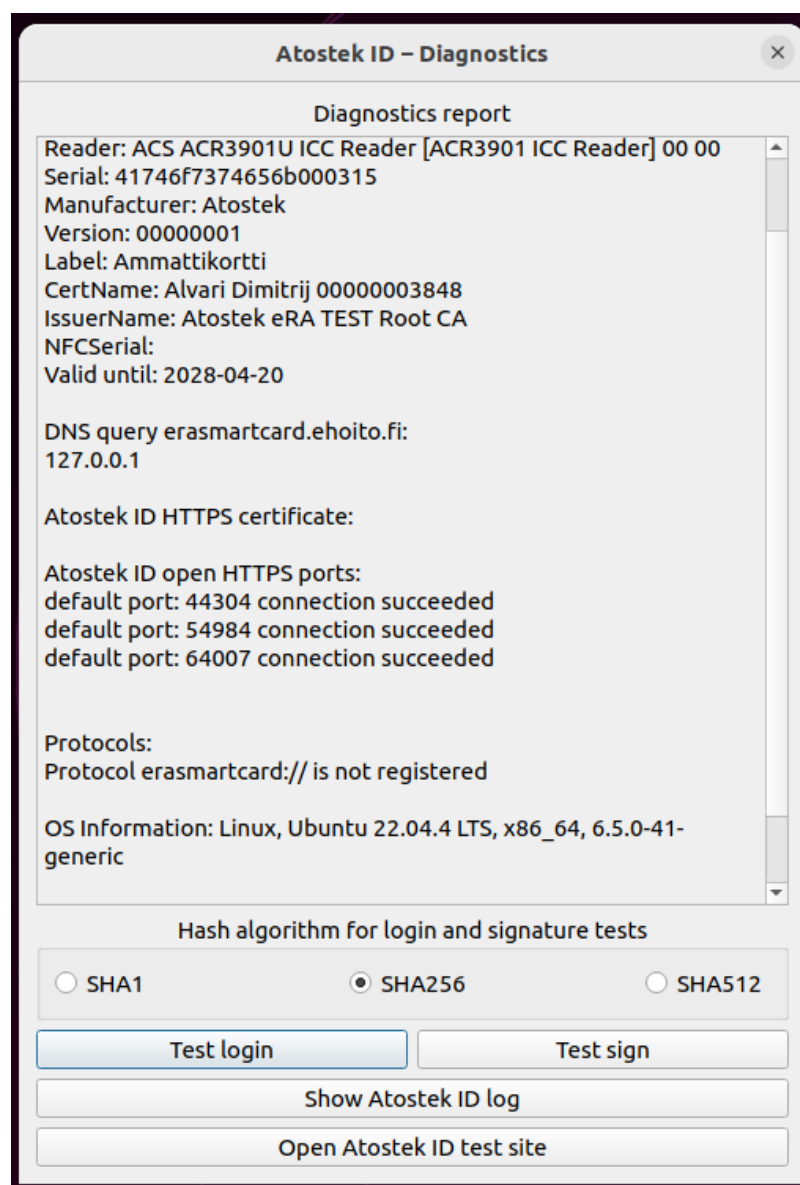 Atostek ID – Diagnostics
Diagnostics report
Reader: ACS ACR3901U ICC Reader [ACR3901 ICC Reader] 00 00
Serial: 41746f7374656b000315
Manufacturer: Atostek
Version: 00000001
Label: Ammattikortti
CertName: Alvari Dimitrij 00000003848
IssuerName: Atostek eRA TEST Root CA
NFCSerial:
Valid until: 2028-04-20
DNS query erasmartcard.ehoito.fi:
127.0.0.1
Atostek ID HTTPS certificate:
Atostek ID open HTTPS ports:
default port: 44304 connection succeeded
default port: 54984 connection succeeded
default port: 64007 connection succeeded
Protocols:
Protocol erasmartcard:// is not registered
OS Information: Linux, Ubuntu 22.04.4 LTS, x86_64, 6.5.0-41-
generic
Hash algorithm for login and signature tests
SHA1 SHA256 SHA512
Test login Test sign
Show Atostek ID log
Open Atostek ID test site